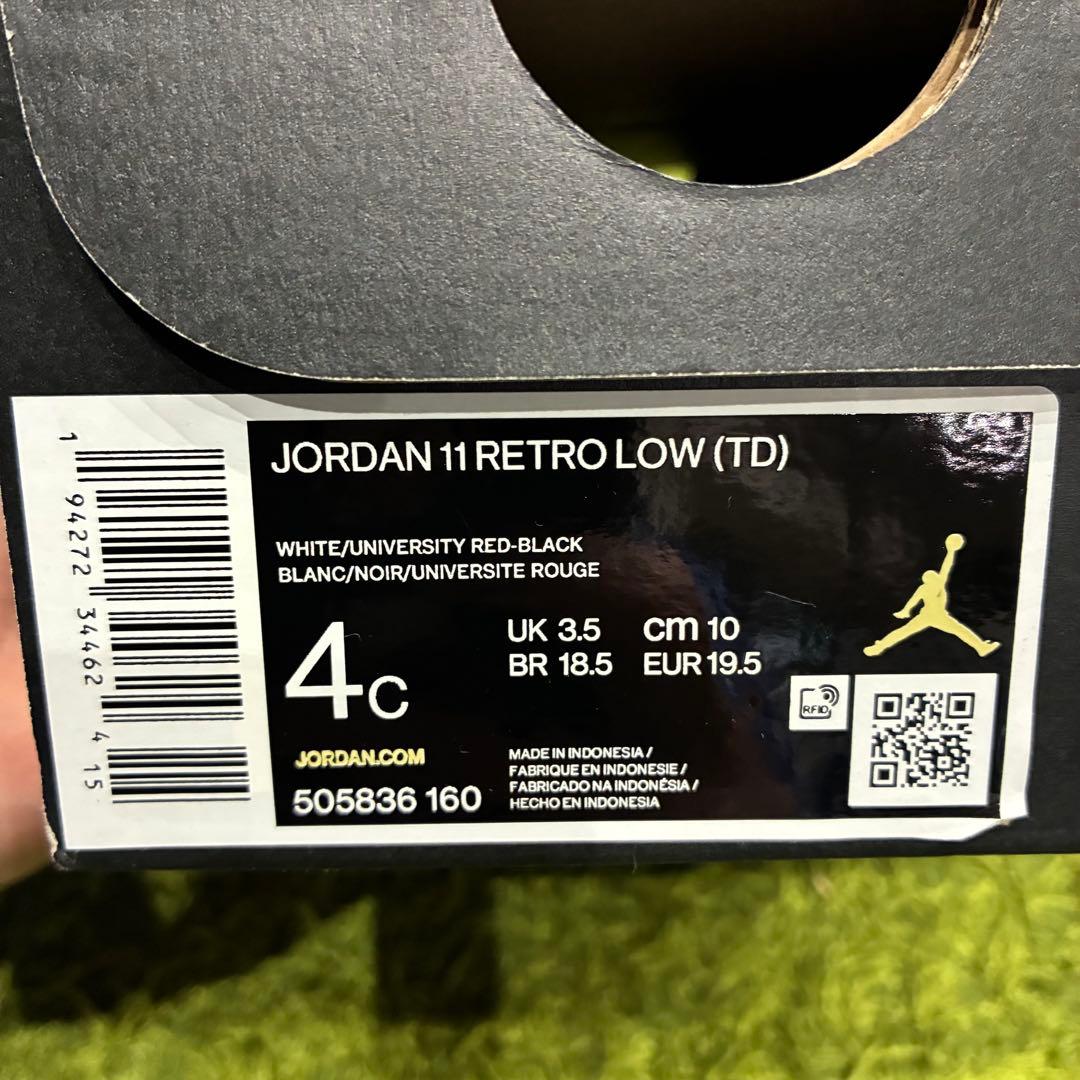 JORDAN 11 RETRO LOW (TD)
WHITE/UNIVERSITY RED-BLACK
BLANC/NOIR/UNIVERSITE ROUGE
4C
UK 3.5 cm 10
BR 18.5 EUR 19.5
RFID
JORDAN.COM
505836 160
MADE IN INDONESIA /
FABRIQUE EN INDONESIE /
FABRICADO NA INDONÉSIA /
HECHO EN INDONESIA
1 94272 34462 4 15